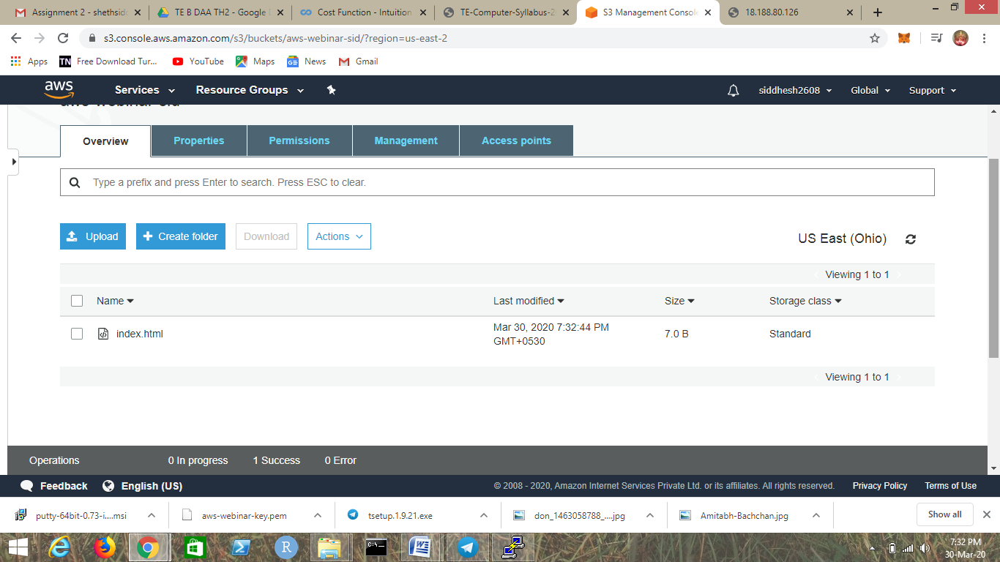 Assignment 2 - shethsid
TE B DAA TH2 - Google
Cost Function - Intuition
TE-Computer-Syllabus-2
S3 Management Console
18.188.80.126
s3.console.aws.amazon.com/s3/buckets/aws-webinar-sid/?region=us-east-2
Apps
TN Free Download Tur...
YouTube
Maps
GE News
Gmail
aws
Services
Resource Groups
siddhesh2608
Global
Support
aws-webinar-sid
Overview
Properties
Permissions
Management
Access points
Type a prefix and press Enter to search. Press ESC to clear.
Upload
Create folder
Download
Actions
US East (Ohio)
Viewing 1 to 1
Name
Last modified
Size
Storage class
index.html
Mar 30, 2020 7:32:44 PM
GMT+0530
7.0 B
Standard
Viewing 1 to 1
Operations
0 In progress
1 Success
0 Error
Feedback
English (US)
© 2008 - 2020, Amazon Internet Services Private Ltd. or its affiliates. All rights reserved.
Privacy Policy
Terms of Use
putty-64bit-0.73-i....msi
aws-webinar-key.pem
tsetup.1.9.21.exe
don_1463058788_....jpg
Amitabh-Bachchan.jpg
Show all
7:32 PM
30-Mar-20